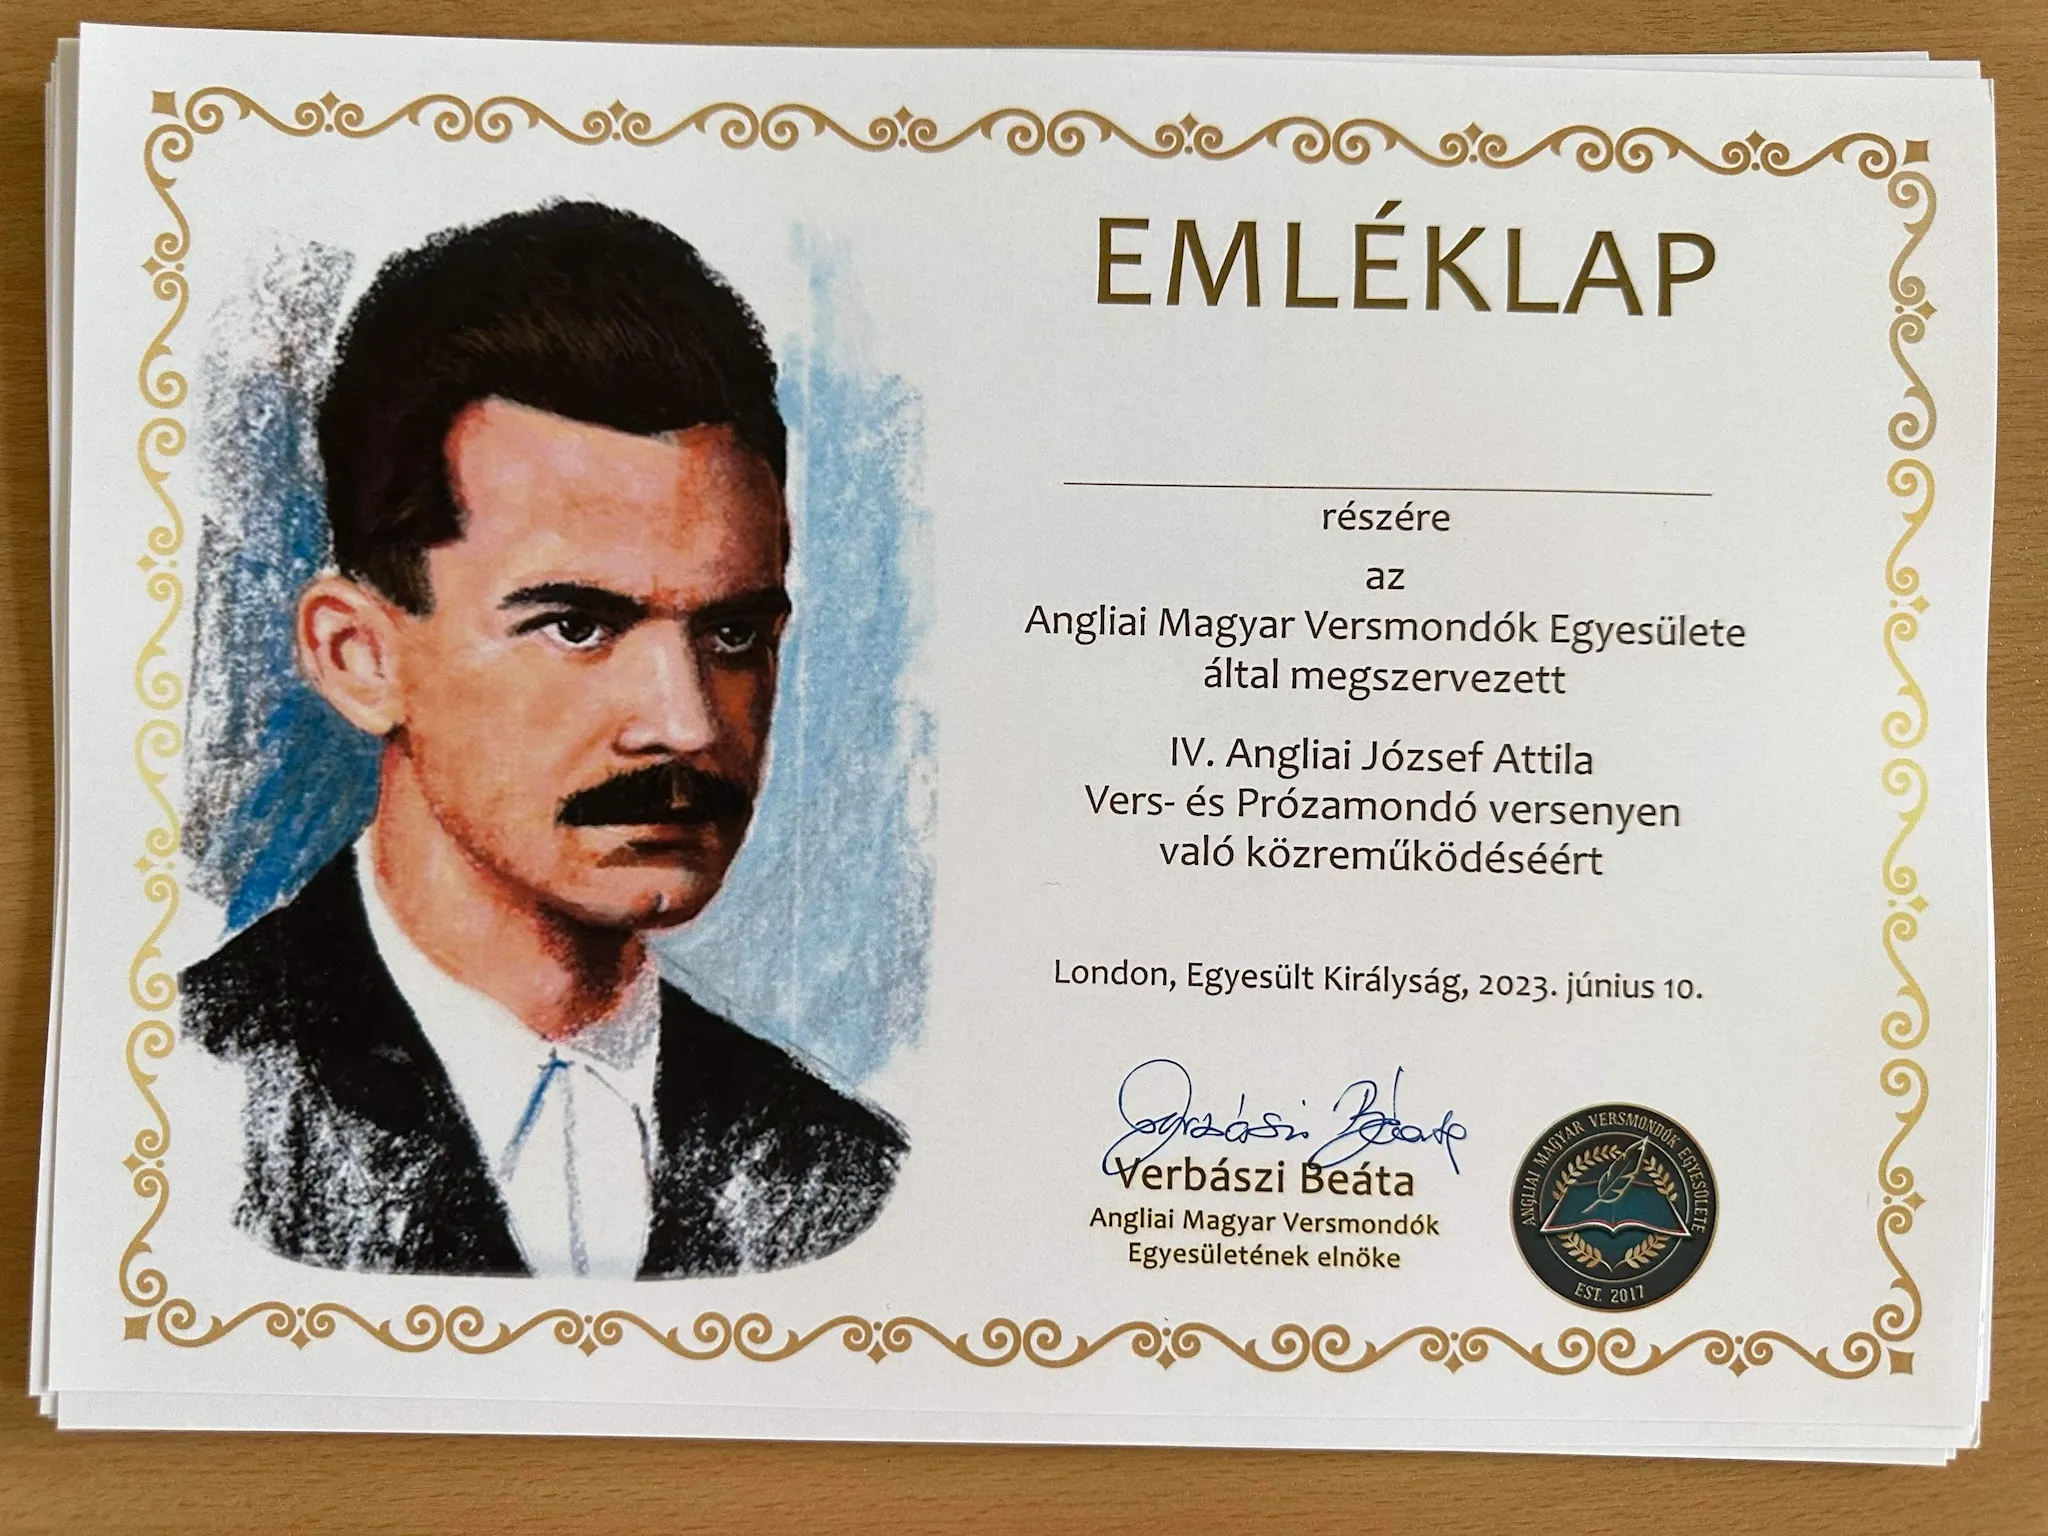 EMLÉKLAP
részére
az
Angliai Magyar Versmondók Egyesülete
által megszervezett
IV. Angliai József Attila
Vers- és Prózamondó versenyen
való közreműködéséért
London, Egyesült Királyság, 2023. június 10.
Verbászi Beáta
Verbászi Beáta
Angliai Magyar Versmondók
Egyesületének elnöke
ANGLIAI MAGYAR VERSMONDÓK EGYESÜLETE
EST. 2017